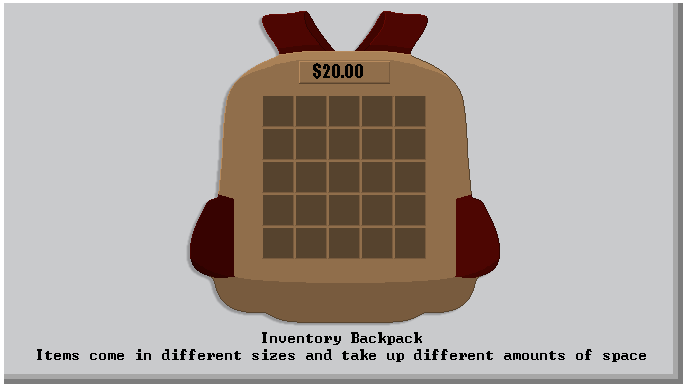 $20.00
Inventory Backpack
Items come in different sizes and take up different amounts of space